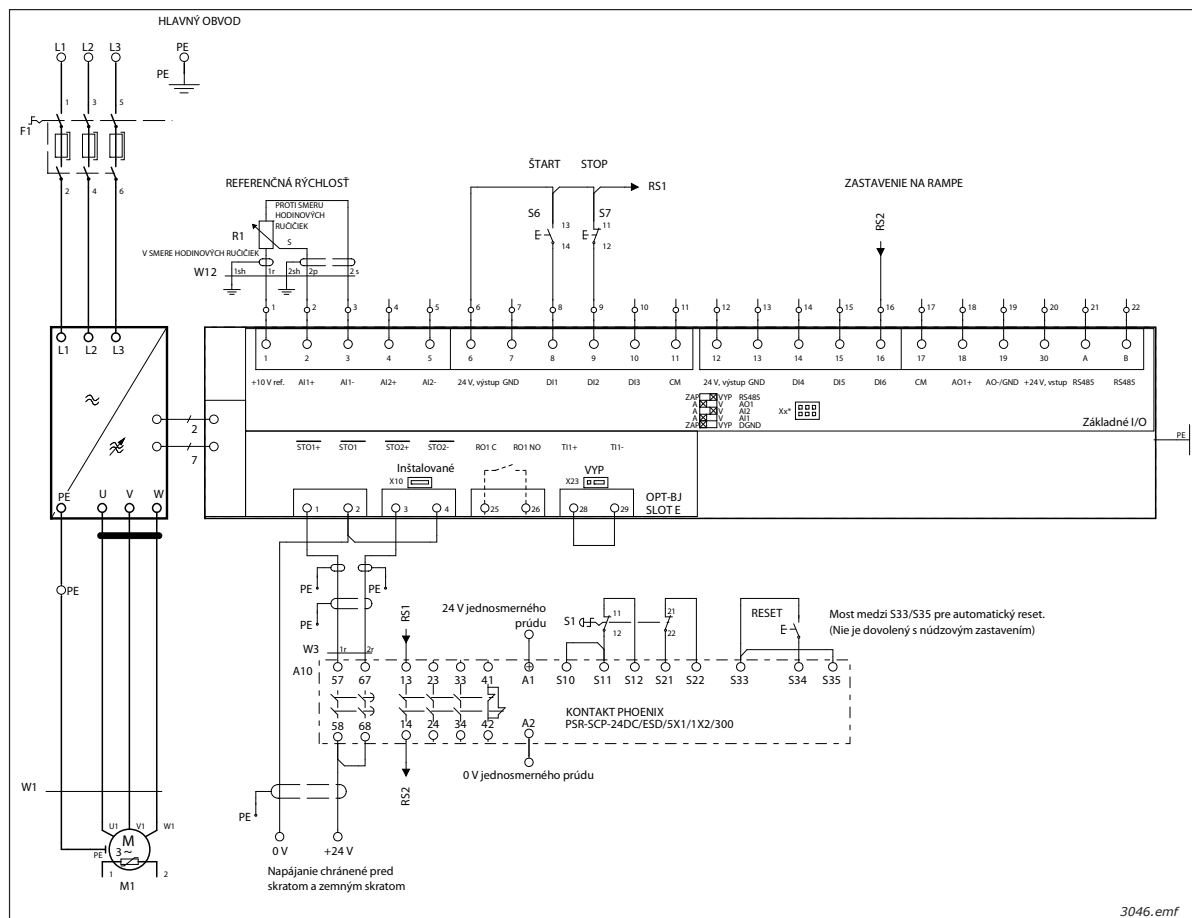 HLAVNÝ OBVOD
L1 L2 L3 PE
PE
1 3 5
F1
2 4 6
ŠTART STOP
RS1
REFERENČNÁ RÝCHLOSŤ
ZASTAVENIE NA RAMPE
PROTI SMERU
HODINOVÝCH
RUČIČIEK
R1
S
S6 13
14
S7 11
12
RS2
V SMERE HODINOVÝCH RUČIČIEK
W12 1sh 1r 2sh 2p 2 s
1 2 3 4 5 6 7 8 9 10 11 12 13 14 15 16 17 18 19 20 21 22
L1 L2 L3
1 2 3 4 5 6 7 8 9 10 11 12 13 14 15 16 17 18 19 30 A B
+10 V ref. AI1+ AI1- AI2+ AI2- 24 V, výstup GND DI1 DI2 DI3 CM 24 V, výstup GND DI4 DI5 DI6 CM AO1+ AO-/GND +24 V, vstup RS485 RS485
ZAP VYP RS485
A V AO1
A V AI2
A V AI1
ZAP VYP DGND
Xx*
Základné I/O
2
7
PE
STO1+ STO1 STO2+ STO2- RO1 C RO1 NO TI1+ TI1-
Inštalované
X10
VYP
X23
OPT-BJ
SLOT E
PE U V W
1 2 3 4 25 26 28 29
PE
PE PE
PE
RS1
24 V jednosmerného
prúdu
S1 11
12
21
22
RESET
Most medzi S33/S35 pre automatický reset.
(Nie je dovolený s núdzovým zastavením)
W3 1r 2r
A10
57 67 13 23 33 41 A1 S10 S11 S12 S21 S22 S33 S34 S35
58 68 14 24 34 42 A2
KONTAKT PHOENIX
PSR-SCP-24DC/ESD/5X1/1X2/300
0 V jednosmerného prúdu
RS2
W1
PE
0 V +24 V
Napájanie chránené pred
skratom a zemným skratom
U1 V1 W1
M
3 ~
PE
1 2
M1
3046.emf